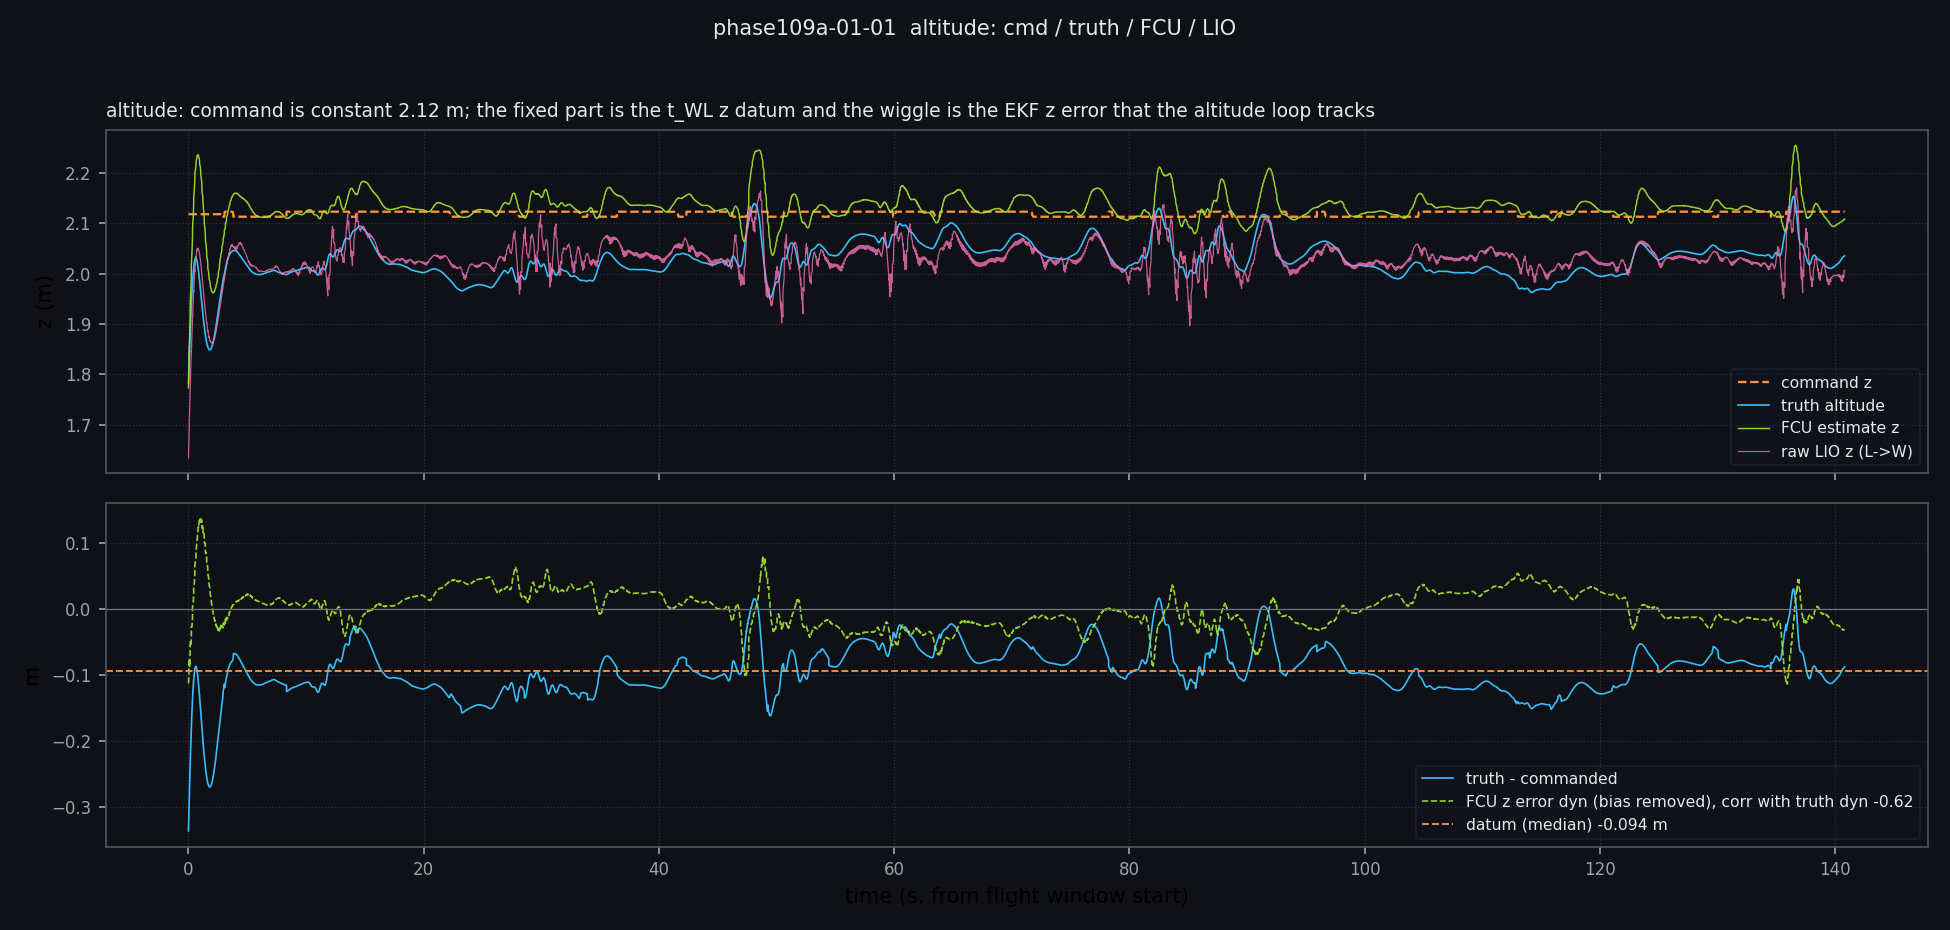 phase109a-01-01  altitude: cmd / truth / FCU / LIO
altitude: command is constant 2.12 m; the fixed part is the t_WL z datum and the wiggle is the EKF z error that the altitude loop tracks
z (m)
2.2
2.1
2.0
1.9
1.8
1.7
command z
truth altitude
FCU estimate z
raw LIO z (L->W)
m
0.1
0.0
−0.1
−0.2
−0.3
truth - commanded
FCU z error dyn (bias removed), corr with truth dyn -0.62
datum (median) -0.094 m
0 20 40 60 80 100 120 140
time (s, from flight window start)